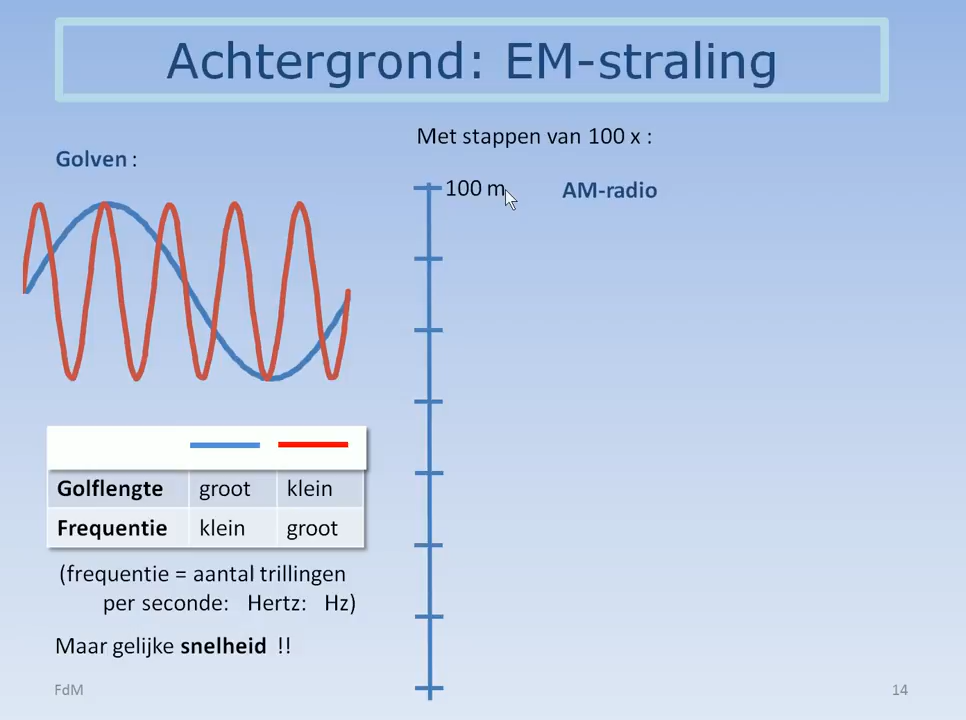 Achtergrond: EM-straling
Golven :
Golflengte groot klein
Frequentie klein groot
(frequentie = aantal trillingen
per seconde: Hertz: Hz)
Maar gelijke snelheid !!
Met stappen van 100 x :
100 m AM-radio
FdM 14